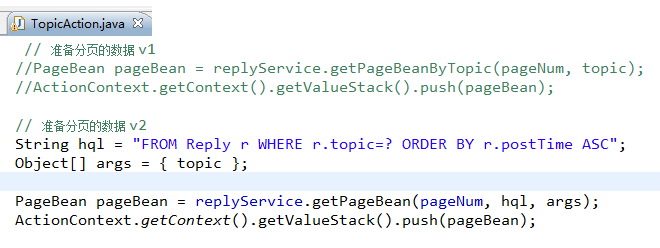 TopicAction.java
// 准备分页的数据 v1
//PageBean pageBean = replyService.getPageBeanByTopic(pageNum, topic);
//ActionContext.getContext().getValueStack().push(pageBean);
// 准备分页的数据 v2
String hql = "FROM Reply r WHERE r.topic=? ORDER BY r.postTime ASC";
Object[] args = { topic };
PageBean pageBean = replyService.getPageBean(pageNum, hql, args);
ActionContext.getContext().getValueStack().push(pageBean);